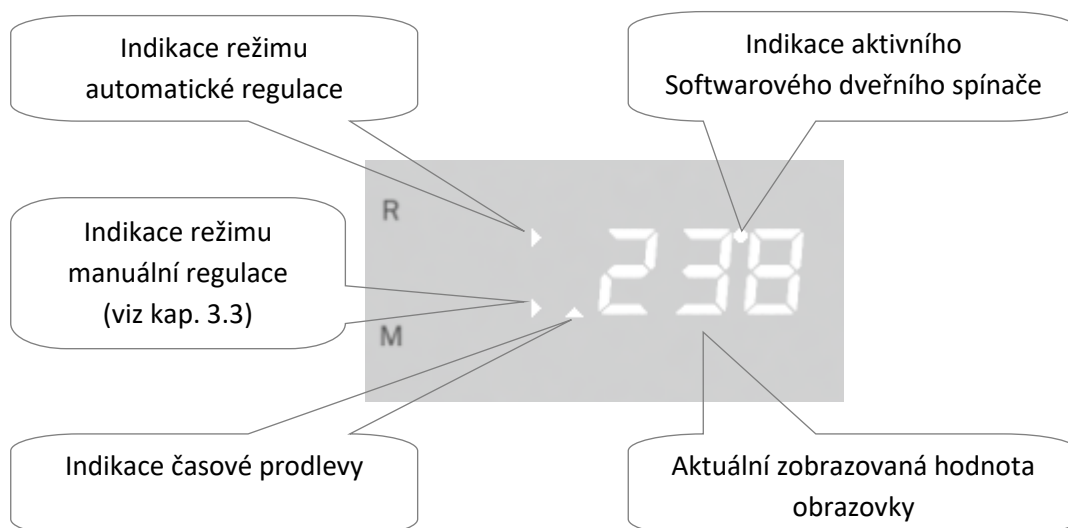 Indikace režimu
automatické regulace
Indikace aktivního
Softwarového dveřního spínače
R
238
Indikace režimu
manuální regulace
(viz kap. 3.3)
M
Indikace časové prodlevy
Aktuální zobrazovaná hodnota
obrazovky